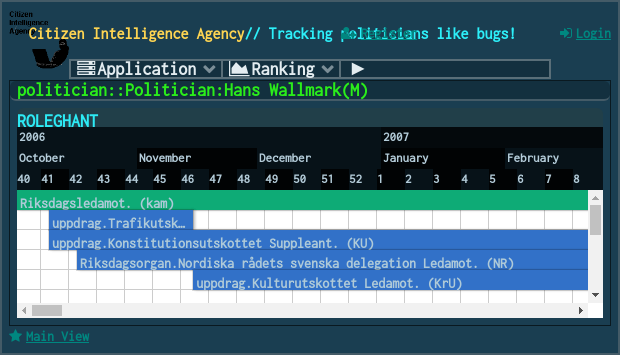 Citizen
Intelligence
Agency
Citizen Intelligence Agency// Tracking politicians like bugs!
Login
Application Ranking
politician::Politician:Hans Wallmark(M)
ROLEGHANT
2006 2007
October November December January February
40 41 42 43 44 45 46 47 48 49 50 51 52 1 2 3 4 5 6 7 8
Riksdagsledamot. (kam)
uppdrag.Trafikutsk…
uppdrag.Konstitutionsutskottet Suppleant. (KU)
Riksdagsorgan.Nordiska rådets svenska delegation Ledamot. (NR)
uppdrag.Kulturutskottet Ledamot. (KrU)
Main View